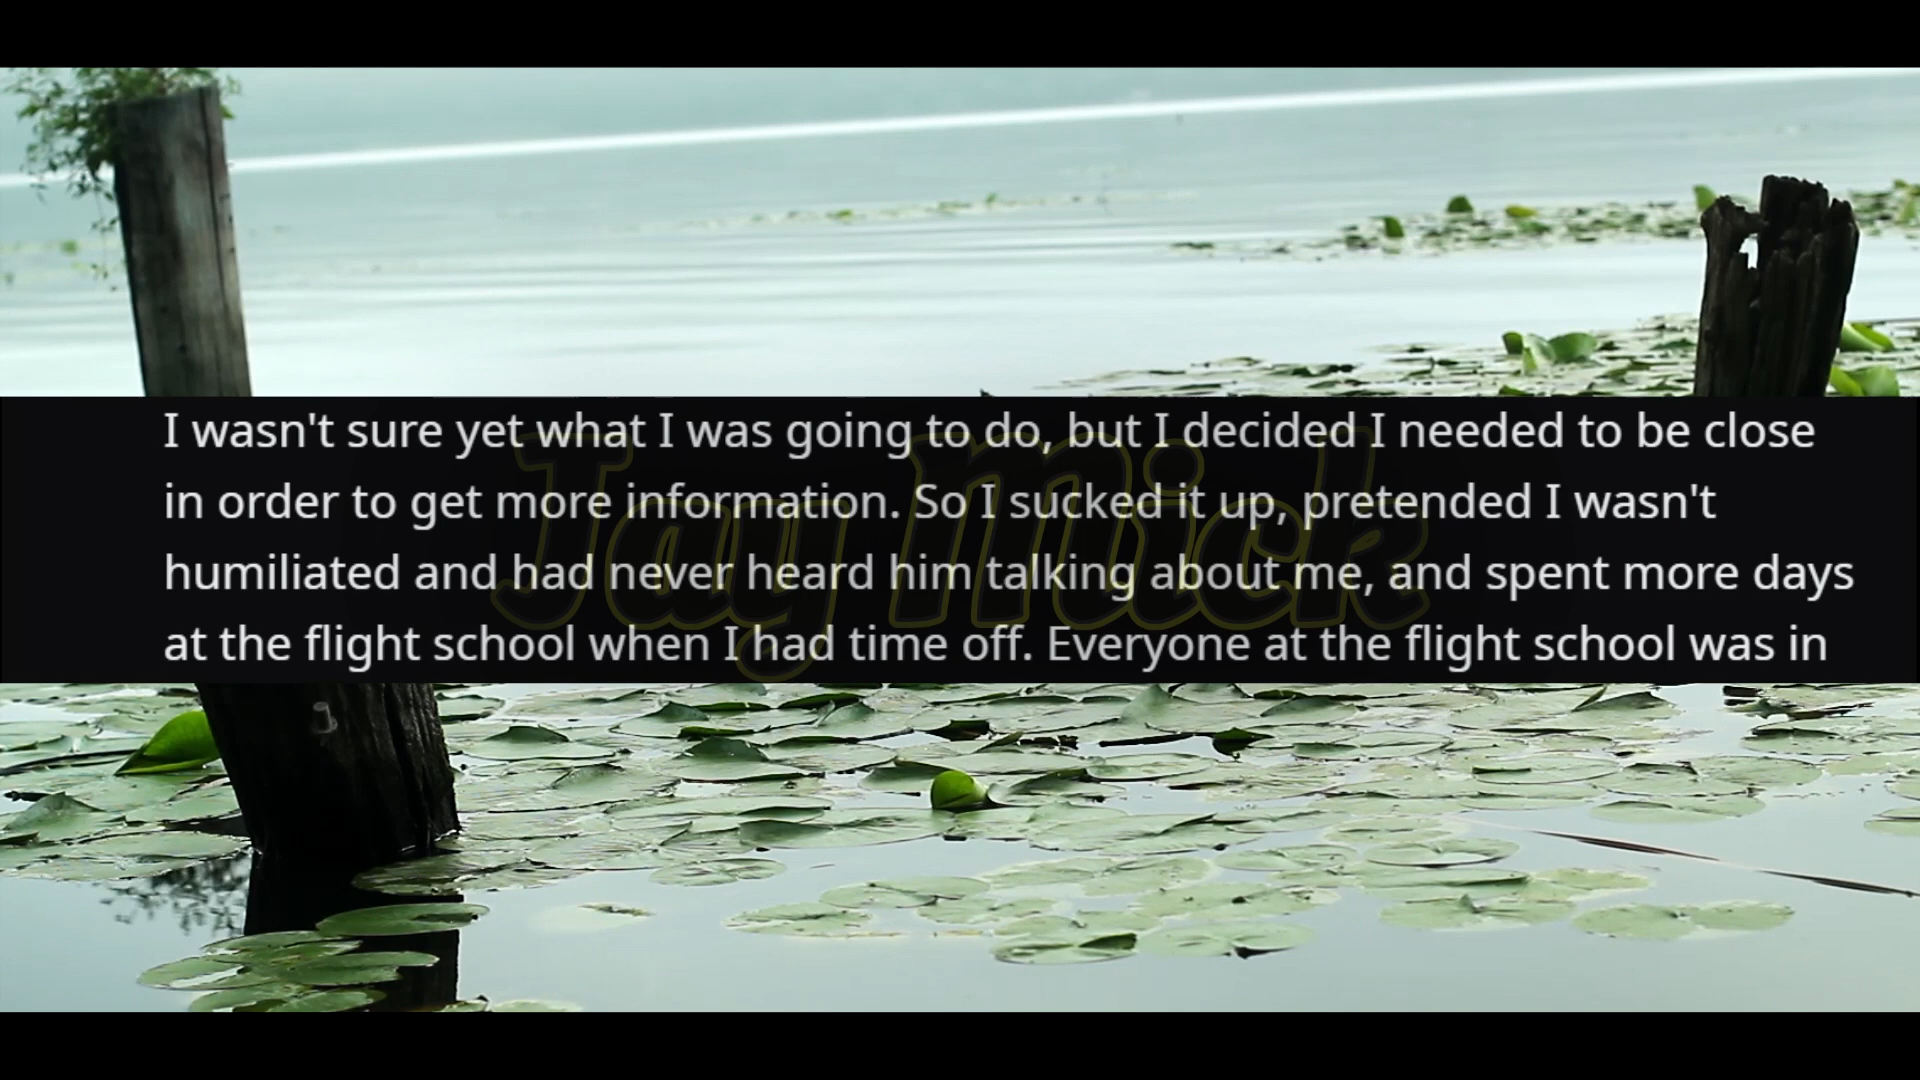 I wasn't sure yet what I was going to do, but I decided I needed to be close
in order to get more information. So I sucked it up, pretended I wasn't
humiliated and had never heard him talking about me, and spent more days
at the flight school when I had time off. Everyone at the flight school was in
Jay Mick